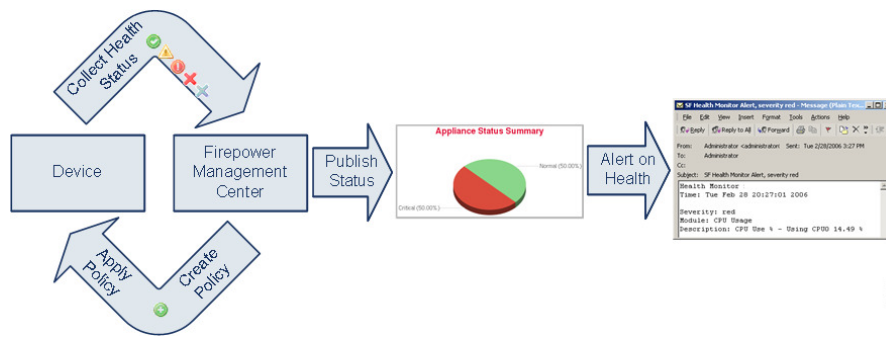 Collect Health
Status
Device
Firepower
Management
Center
Apply
Policy
Create
Policy
Publish
Status
Appliance Status Summary
Normal (50.00%)
Critical (50.00%)
Alert on
Health
SF Health Monitor Alert, severity red - Message (Plain Tex...
File Edit View Insert Format Tools Actions Help
Reply Reply to All Forward
From: Administrator <administrator> Sent: Tue 2/28/2006 3:27 PM
To: Administrator
Cc:
Subject: SF Health Monitor Alert, severity red
Health Monitor
Time: Tue Feb 28 20:27:01 2006
Severity: red
Module: CPU Usage
Description: CPU Use % - Using CPU0 14.49 %